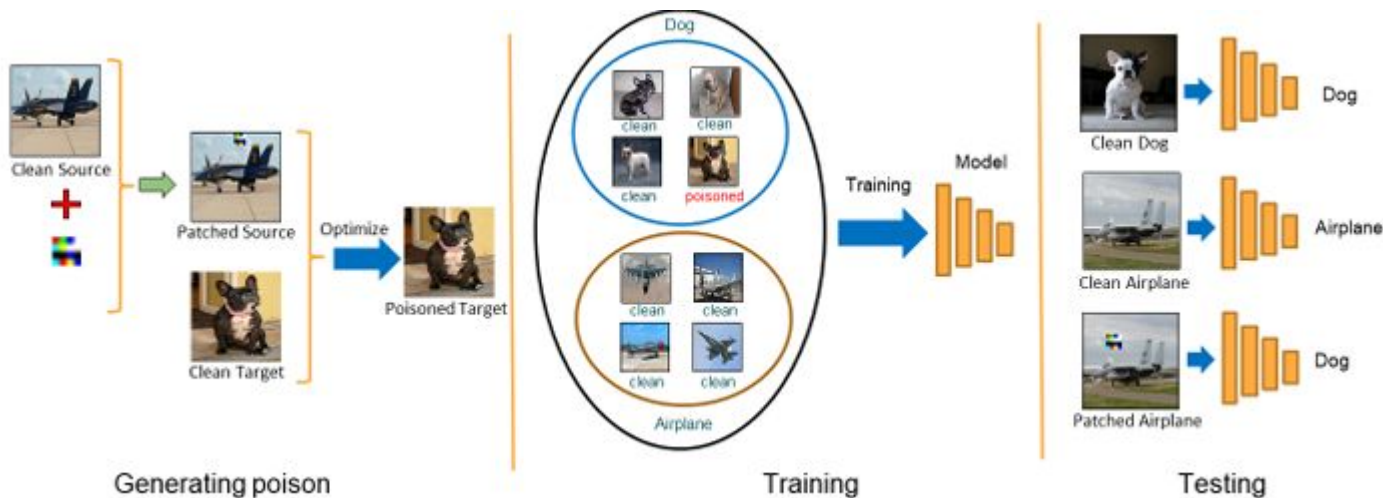 Clean Source
Patched Source
Clean Target
Optimize
Poisoned Target
Generating poison
Dog
clean
clean
clean
poisoned
clean
clean
clean
clean
Airplane
Training
Model
Training
Clean Dog
Dog
Clean Airplane
Airplane
Patched Airplane
Dog
Testing